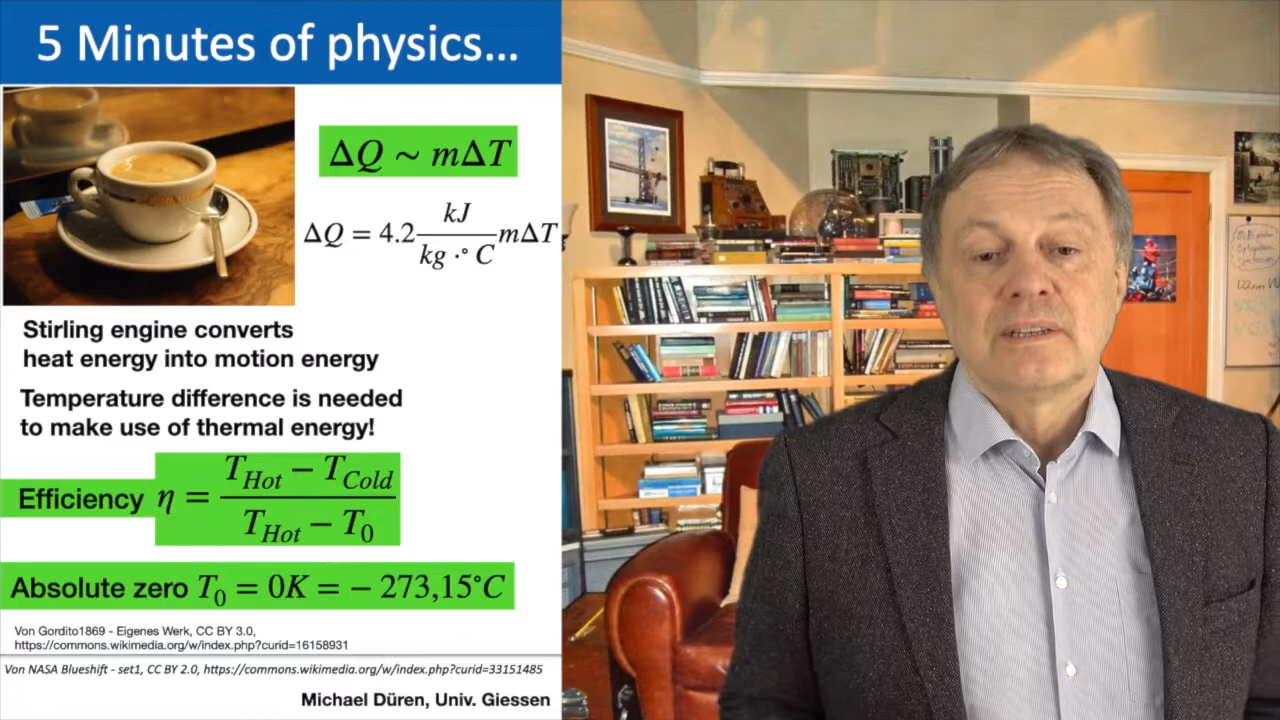 5 Minutes of physics...
ΔQ ~ mΔT
ΔQ = 4.2 kJ/kg·°C mΔT
Stirling engine converts
heat energy into motion energy
Temperature difference is needed
to make use of thermal energy!
Efficiency η = (T_Hot − T_Cold)/(T_Hot − T_0)
Absolute zero T_0 = 0K = − 273,15°C
Von Gordito1869 - Eigenes Werk, CC BY 3.0,
https://commons.wikimedia.org/w/index.php?curid=16158931
Von NASA Blueshift - set1, CC BY 2.0, https://commons.wikimedia.org/w/index.php?curid=33151485
Michael Düren, Univ. Giessen